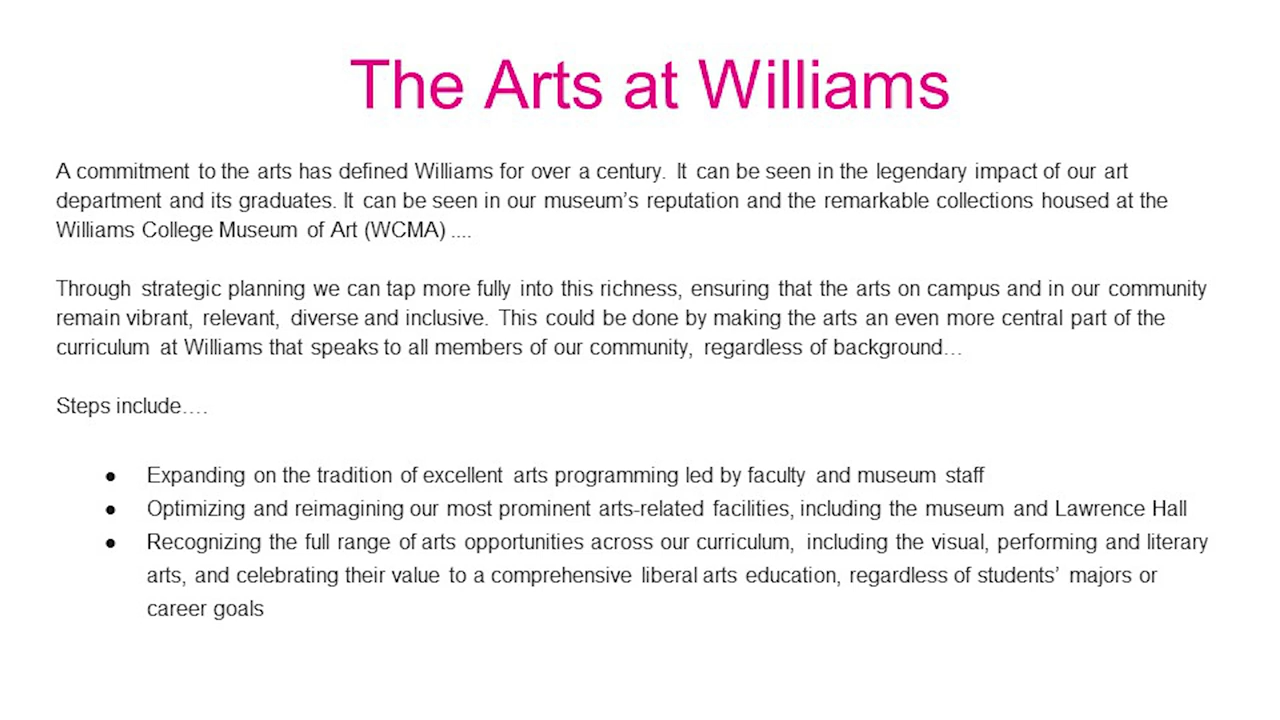 The Arts at Williams
A commitment to the arts has defined Williams for over a century. It can be seen in the legendary impact of our art
department and its graduates. It can be seen in our museum’s reputation and the remarkable collections housed at the
Williams College Museum of Art (WCMA) ....
Through strategic planning we can tap more fully into this richness, ensuring that the arts on campus and in our community
remain vibrant, relevant, diverse and inclusive. This could be done by making the arts an even more central part of the
curriculum at Williams that speaks to all members of our community, regardless of background…
Steps include….
● Expanding on the tradition of excellent arts programming led by faculty and museum staff
● Optimizing and reimagining our most prominent arts-related facilities, including the museum and Lawrence Hall
● Recognizing the full range of arts opportunities across our curriculum, including the visual, performing and literary
arts, and celebrating their value to a comprehensive liberal arts education, regardless of students’ majors or
career goals